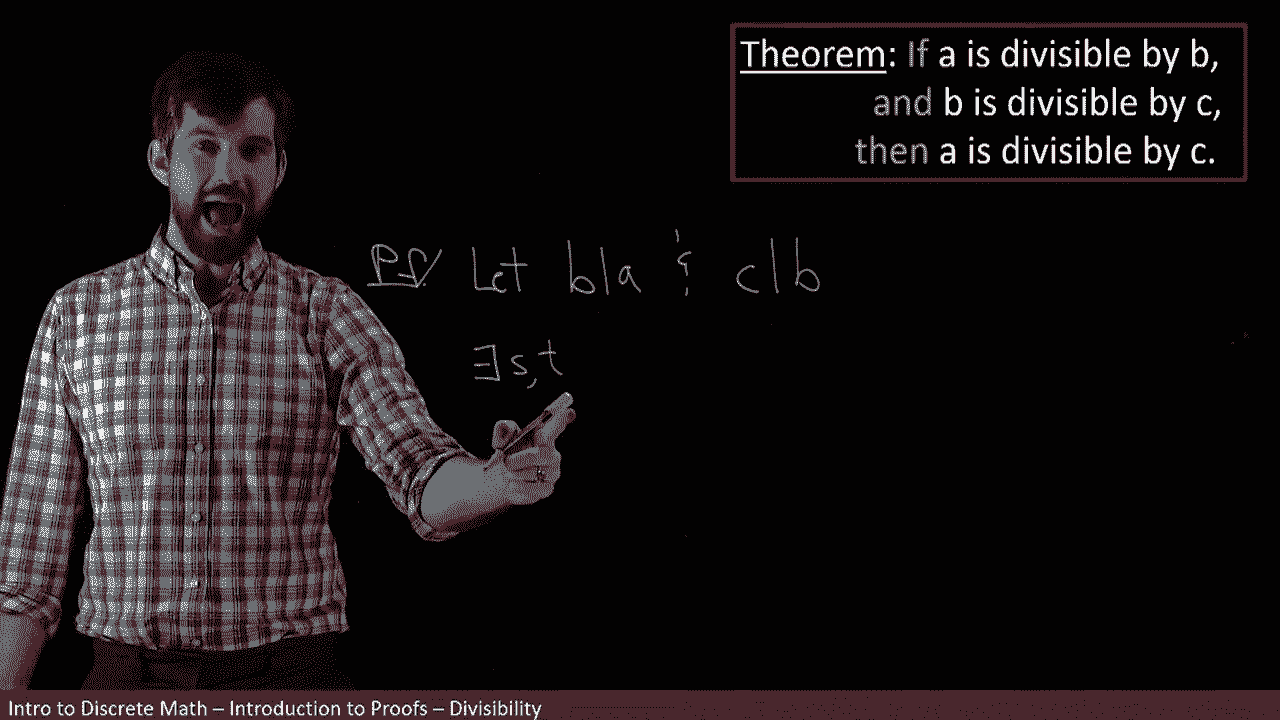 Theorem: If a is divisible by b,
and b is divisible by c,
then a is divisible by c.
Pf/ Let b|a & c|b
∃ s,t
Intro to Discrete Math – Introduction to Proofs – Divisibility